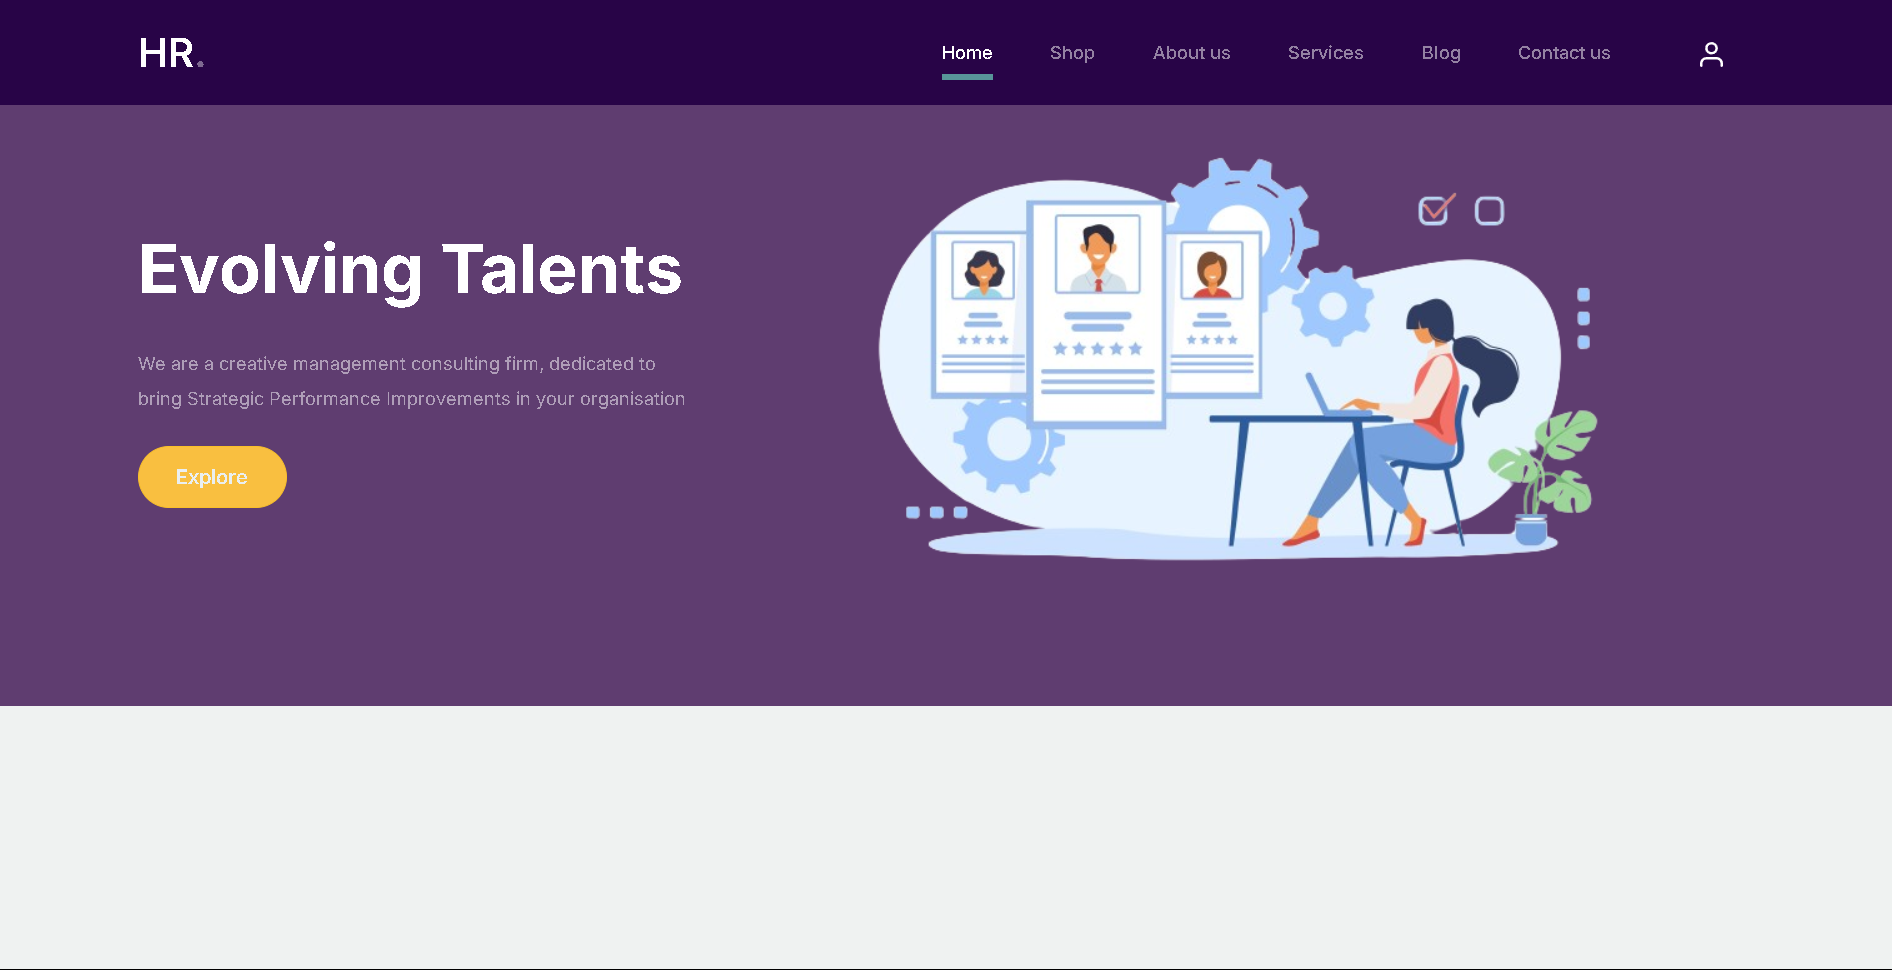 HR.
Home
Shop
About us
Services
Blog
Contact us
Evolving Talents
We are a creative management consulting firm, dedicated to
bring Strategic Performance Improvements in your organisation
Explore